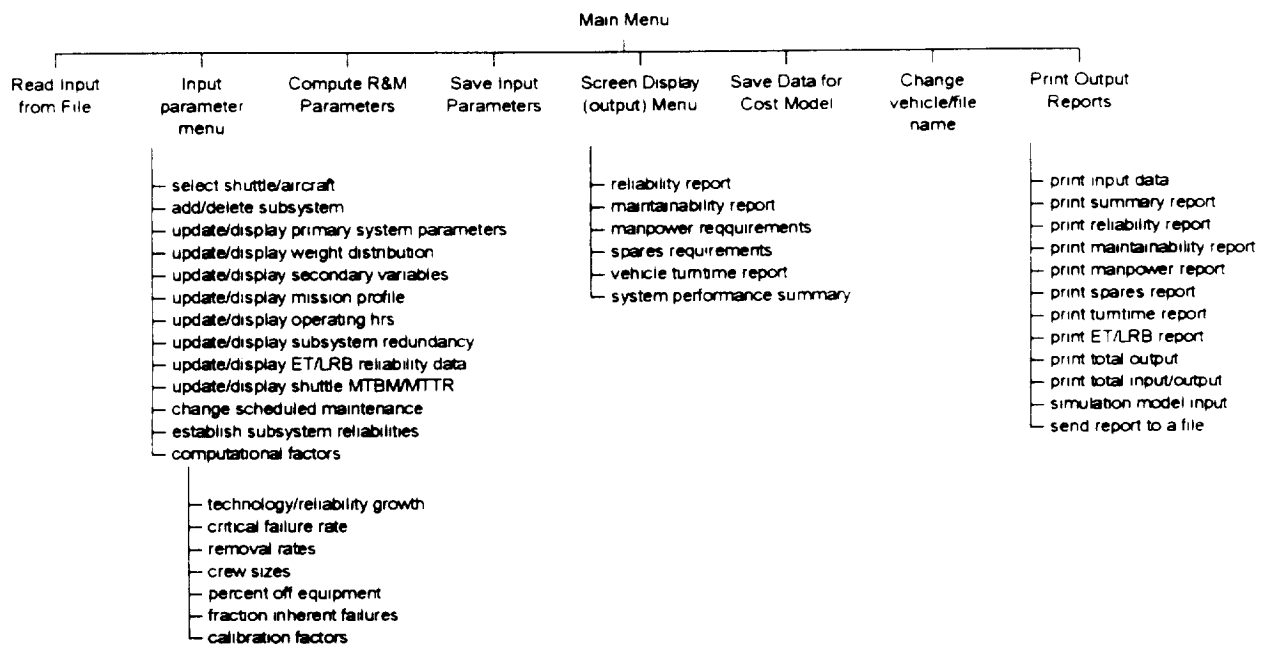 Main Menu
Read Input
from File
Input
parameter
menu
Compute R&M
Parameters
Save Input
Parameters
Screen Display
(output) Menu
Save Data for
Cost Model
Change
vehicle/file
name
Print Output
Reports
select shuttle/aircraft
add/delete subsystem
update/display primary system parameters
update/display weight distribution
update/display secondary variables
update/display mission profile
update/display operating hrs
update/display subsystem redundancy
update/display ET/LRB reliability data
update/display shuttle MTBM/MTTR
change scheduled maintenance
establish subsystem reliabilities
computational factors
technology/reliability growth
critical failure rate
removal rates
crew sizes
percent off equipment
fraction inherent failures
calibration factors
reliability report
maintainability report
manpower reqquirements
spares requirements
vehicle turntime report
system performance summary
print input data
print summary report
print reliability report
print maintainability report
print manpower report
print spares report
print turntime report
print ET/LRB report
print total output
print total input/output
simulation model input
send report to a file